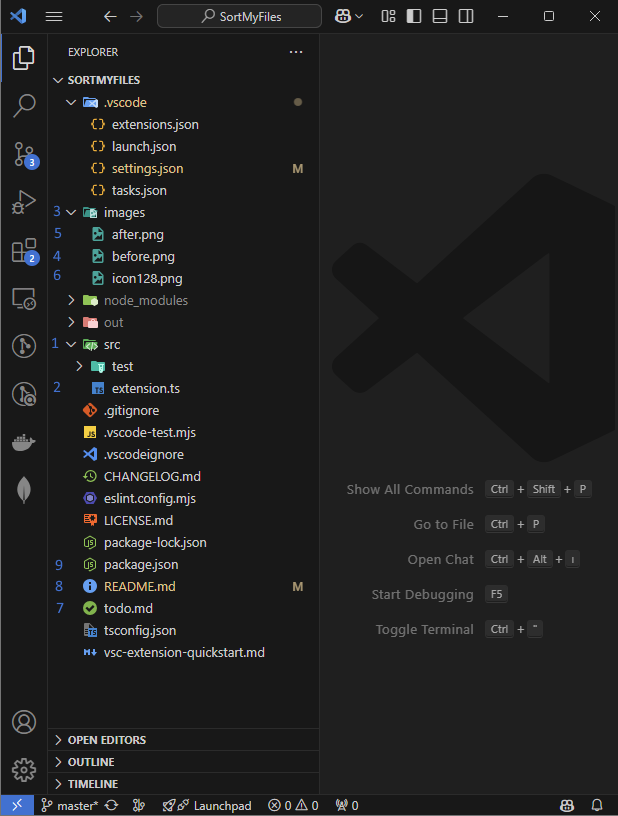 SortMyFiles
EXPLORER
SORTMYFILES
.vscode
{} extensions.json
{} launch.json
{} settings.json M
{} tasks.json
3 images
5 after.png
4 before.png
6 icon128.png
node_modules
out
1 src
test
2 TS extension.ts
.gitignore
JS .vscode-test.mjs
.vscodeignore
CHANGELOG.md
eslint.config.mjs
LICENSE.md
package-lock.json
9 package.json
8 README.md M
7 todo.md
TS tsconfig.json
M vsc-extension-quickstart.md
3
2
Show All Commands Ctrl + Shift + P
Go to File Ctrl + P
Open Chat Ctrl + Alt + ı
Start Debugging F5
Toggle Terminal Ctrl + "
OPEN EDITORS
OUTLINE
TIMELINE
master* Launchpad 0 0 0